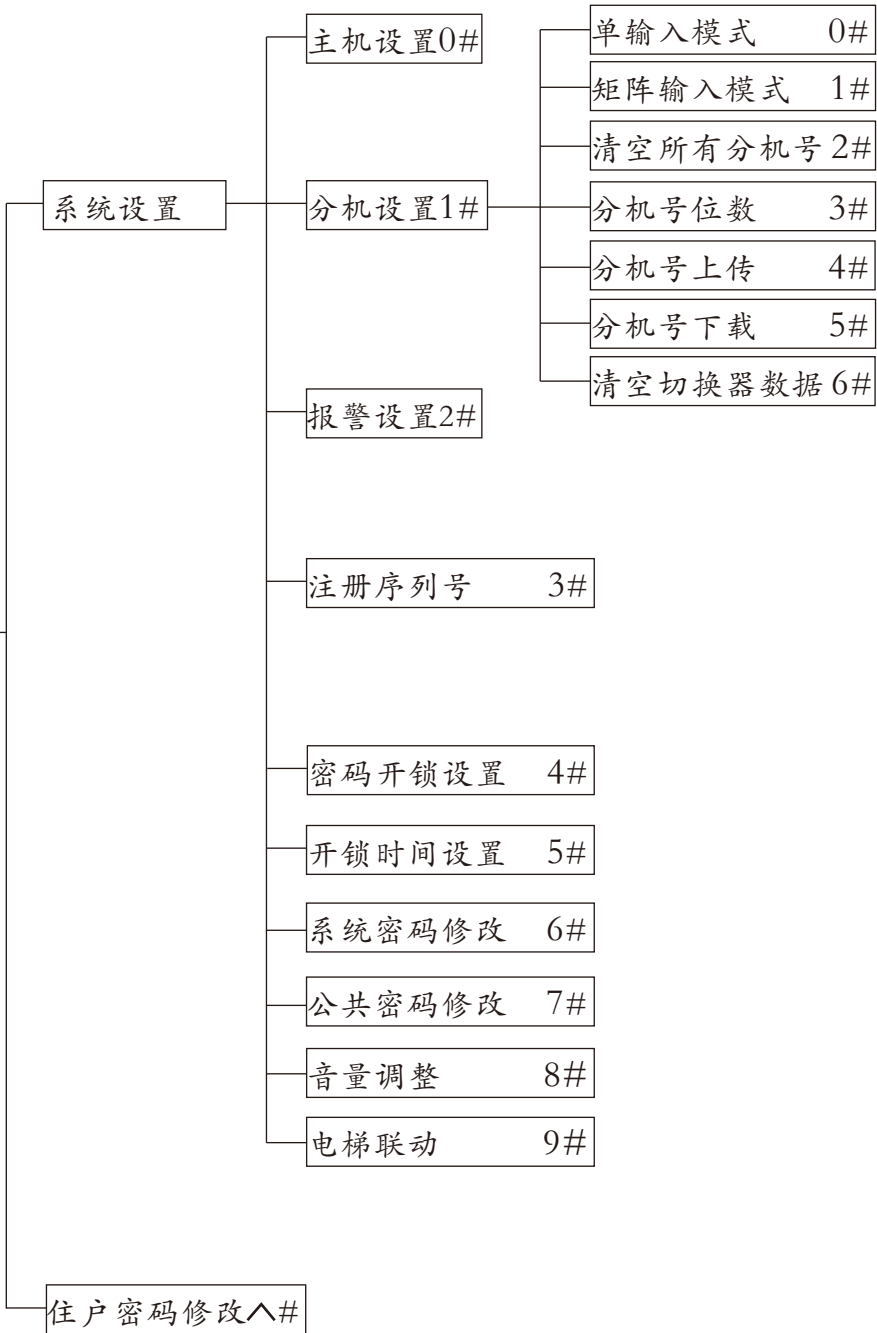 系统设置
主机设置0#
分机设置1#
单输入模式 0#
矩阵输入模式 1#
清空所有分机号 2#
分机号位数 3#
分机号上传 4#
分机号下载 5#
清空切换器数据 6#
报警设置2#
注册序列号 3#
密码开锁设置 4#
开锁时间设置 5#
系统密码修改 6#
公共密码修改 7#
音量调整 8#
电梯联动 9#
住户密码修改∧#